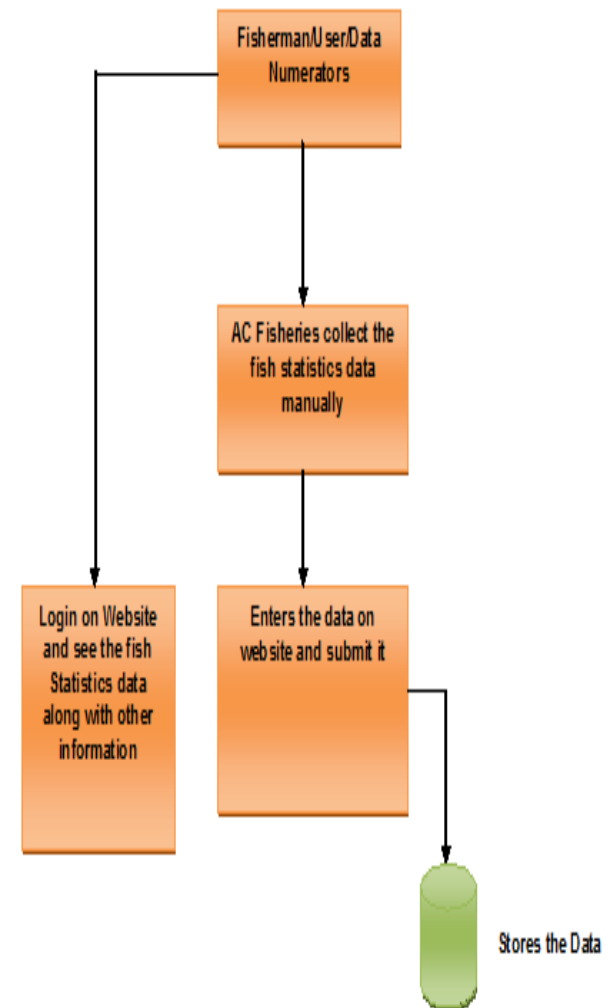 Fisherman/User/Data
Numerators
AC Fisheries collect the
fish statistics data
manually
Login on Website
and see the fish
Statistics data
along with other
information
Enters the data on
website and submit it
Stores the Data